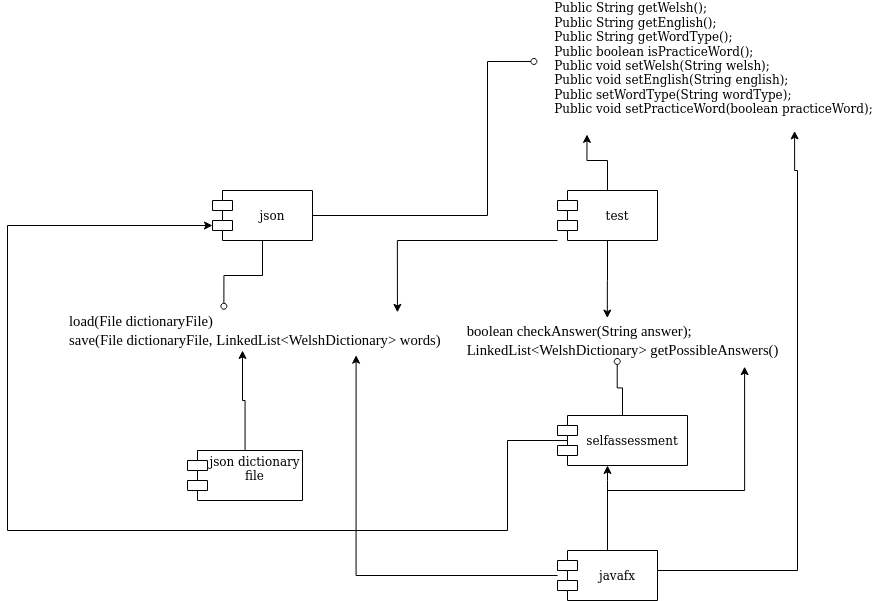 Public String getWelsh();
Public String getEnglish();
Public String getWordType();
Public boolean isPracticeWord();
Public void setWelsh(String welsh);
Public void setEnglish(String english);
Public setWordType(String wordType);
Public void setPracticeWord(boolean practiceWord);
json
test
load(File dictionaryFile)
save(File dictionaryFile, LinkedList<WelshDictionary> words)
boolean checkAnswer(String answer);
LinkedList<WelshDictionary> getPossibleAnswers()
selfassessment
json dictionary
file
javafx